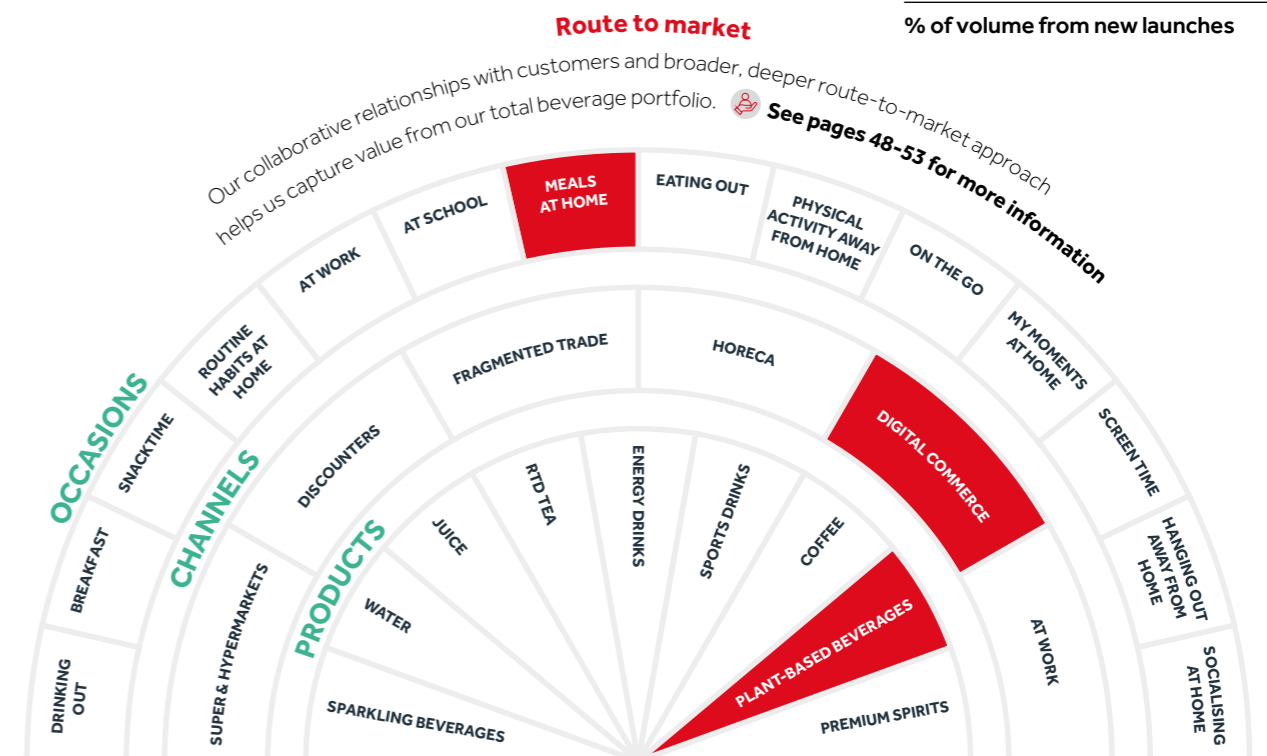 % of volume from new launches
Route to market
Our collaborative relationships with customers and broader, deeper route-to-market approach
helps us capture value from our total beverage portfolio. See pages 48-53 for more information
OCCASIONS
DRINKING
OUT
BREAKFAST
SNACKTIME
ROUTINE
HABITS AT
HOME
AT WORK
AT SCHOOL
MEALS
AT HOME
EATING OUT
PHYSICAL
ACTIVITY AWAY
FROM HOME
ON THE GO
MY MOMENTS
AT HOME
SCREEN TIME
HANGING OUT
AWAY FROM
HOME
SOCIALISING
AT HOME
CHANNELS
SUPER & HYPERMARKETS
DISCOUNTERS
FRAGMENTED TRADE
HORECA
DIGITAL COMMERCE
AT WORK
PRODUCTS
SPARKLING BEVERAGES
WATER
JUICE
RTD TEA
ENERGY DRINKS
SPORTS DRINKS
COFFEE
PLANT-BASED BEVERAGES
PREMIUM SPIRITS